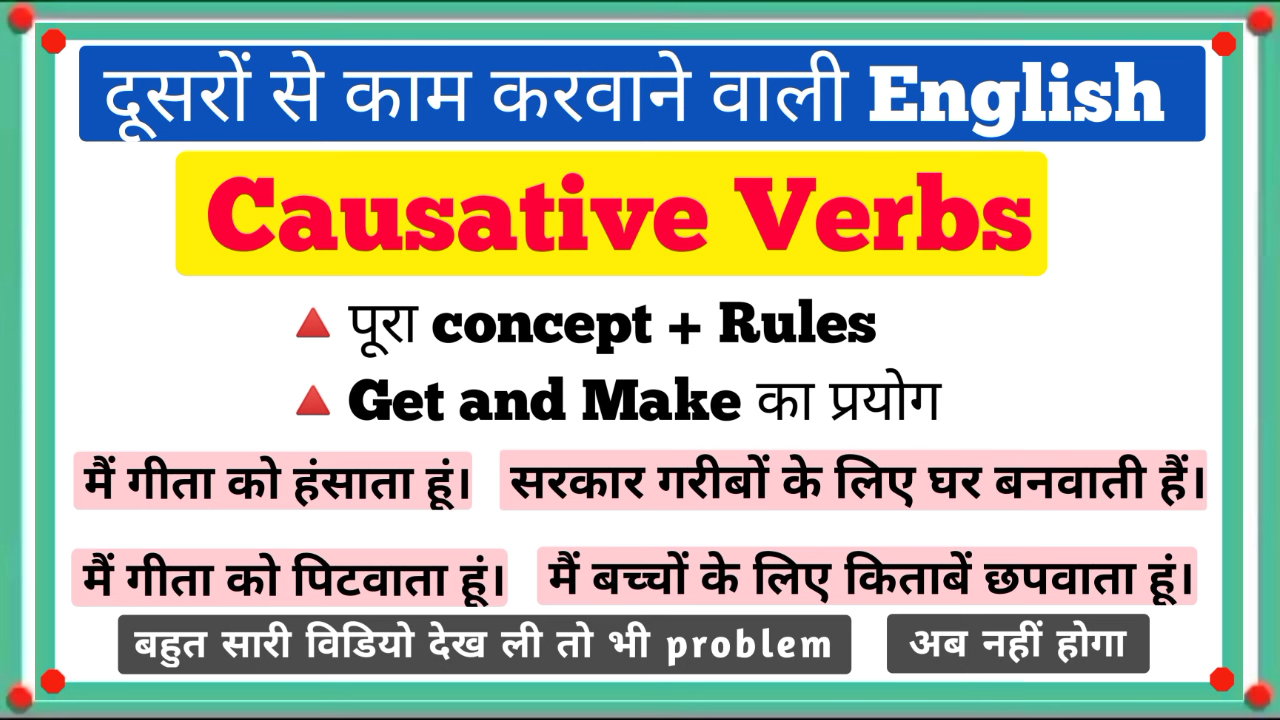 दूसरों से काम करवाने वाली English
Causative Verbs
पूरा concept + Rules
Get and Make का प्रयोग
मैं गीता को हंसाता हूं। सरकार गरीबों के लिए घर बनवाती हैं।
मैं गीता को पिटवाता हूं। मैं बच्चों के लिए किताबें छपवाता हूं।
बहुत सारी विडियो देख ली तो भी problem अब नहीं होगा